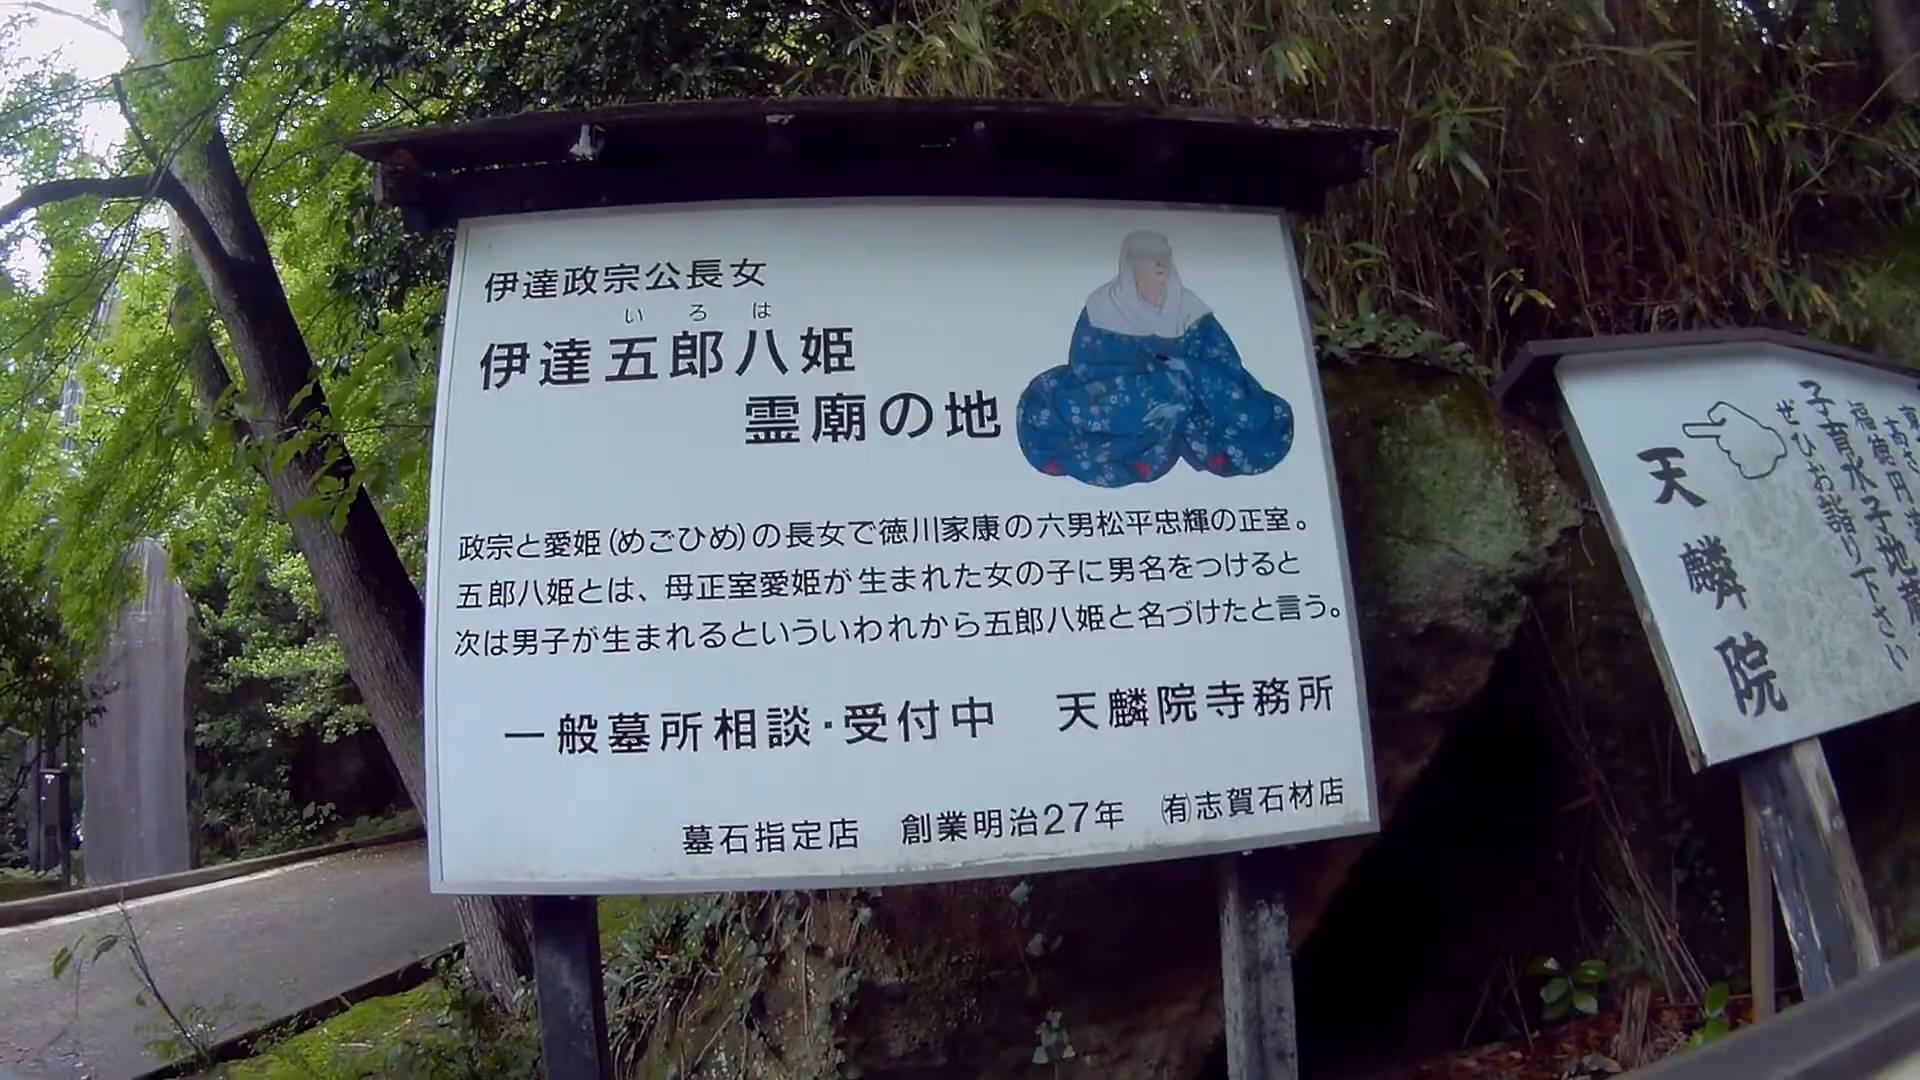 伊達政宗公長女
いろは
伊達五郎八姫
霊廟の地
政宗と愛姫(めごひめ)の長女で徳川家康の六男松平忠輝の正室。
五郎八姫とは、母正室愛姫が生まれた女の子に男名をつけると
次は男子が生まれるといういわれから五郎八姫と名づけたと言う。
一般墓所相談・受付中 天麟院寺務所
墓石指定店 創業明治27年 ㈲志賀石材店
高さ
福徳円満
子育水子地蔵
ぜひお詣り下さい
天麟院